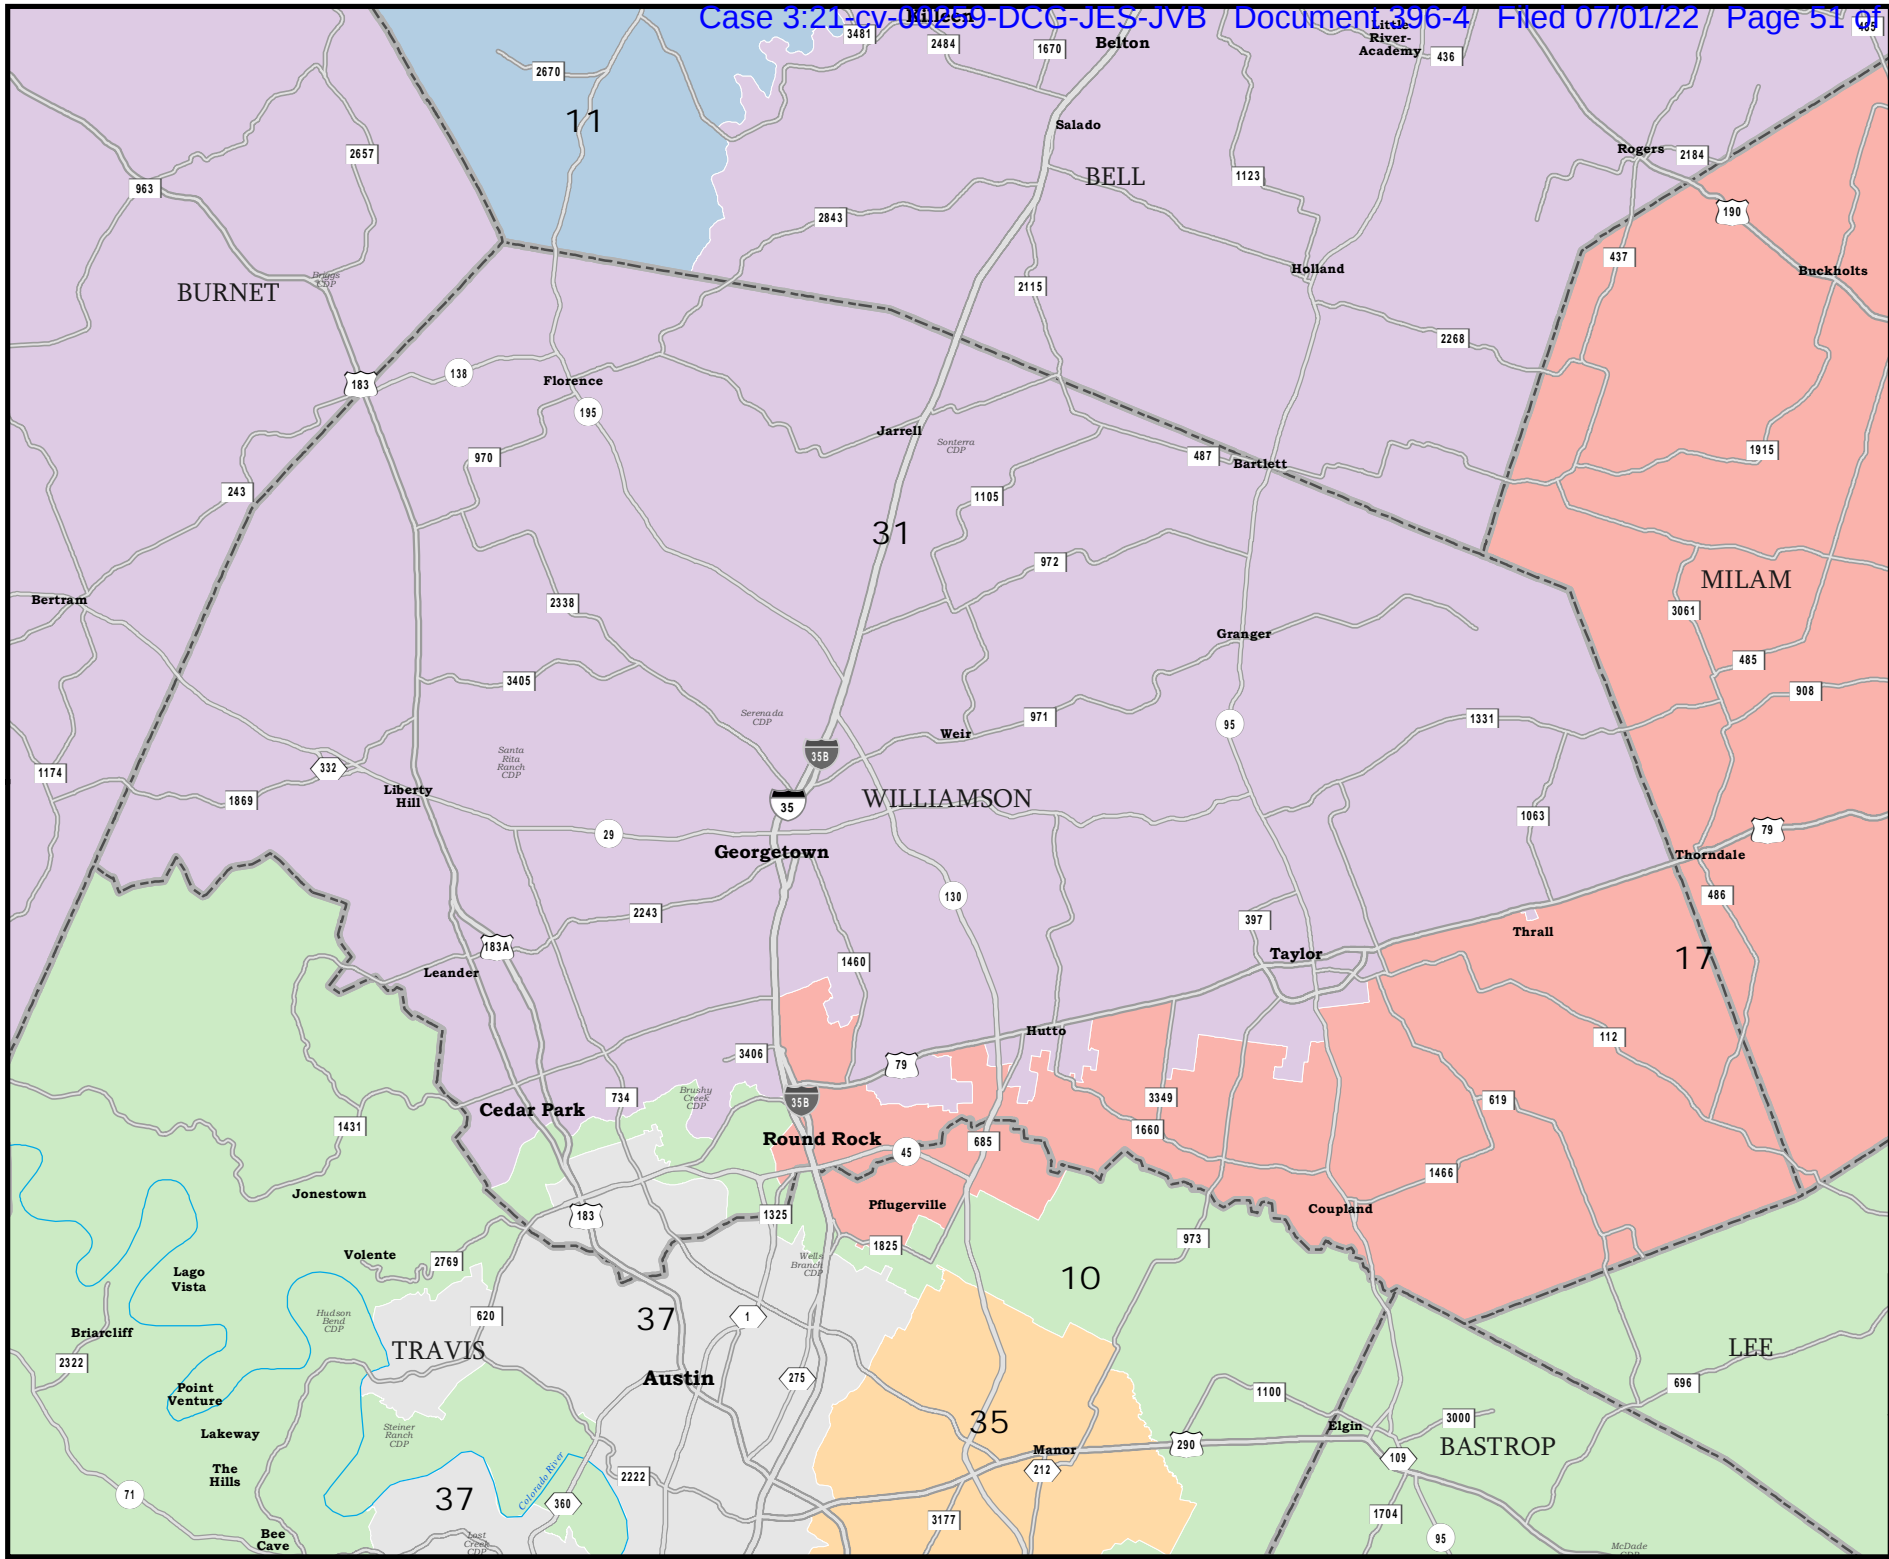 Case 3:21-cv-00259-DCG-JES-JVB Document 396-4 Filed 07/01/22 Page 51 of
Killeen
3481
2484
1670
Belton
Little
River-
Academy
436
485
2670
11
Salado
2657
963
BELL
1123
Rogers
2184
190
2843
437
Buckholts
BURNET
Briggs
CDP
2115
Holland
2268
183
138
Florence
195
Jarrell
Sonterra
CDP
970
487
Bartlett
1915
243
1105
31
972
MILAM
Bertram
2338
3061
Granger
485
3405
908
Serenada
CDP
971
95
1331
Weir
Santa
Rita
Ranch
CDP
35B
332
1174
Liberty
Hill
1869
35
WILLIAMSON
1063
79
29
Georgetown
Thorndale
130
486
2243
397
Thrall
183A
Leander
1460
Taylor
17
Hutto
112
3406
79
35B
Brushy
Creek
CDP
734
Cedar Park
3349
619
1431
1660
Round Rock
685
45
1466
Jonestown
Pflugerville
Coupland
183
1325
1825
973
Volente
2769
Wells
Branch
CDP
Lago
Vista
10
Hudson
Bend
CDP
620
37
1
Briarcliff
TRAVIS
LEE
2322
Austin
275
696
Point
Venture
1100
Steiner
Ranch
CDP
35
3000
Elgin
Lakeway
Manor
290
BASTROP
109
The
Hills
212
2222
Colorado River
71
37
360
3177
1704
95
Bee
Cave
Lost
Creek
CDP
McDade
CDP